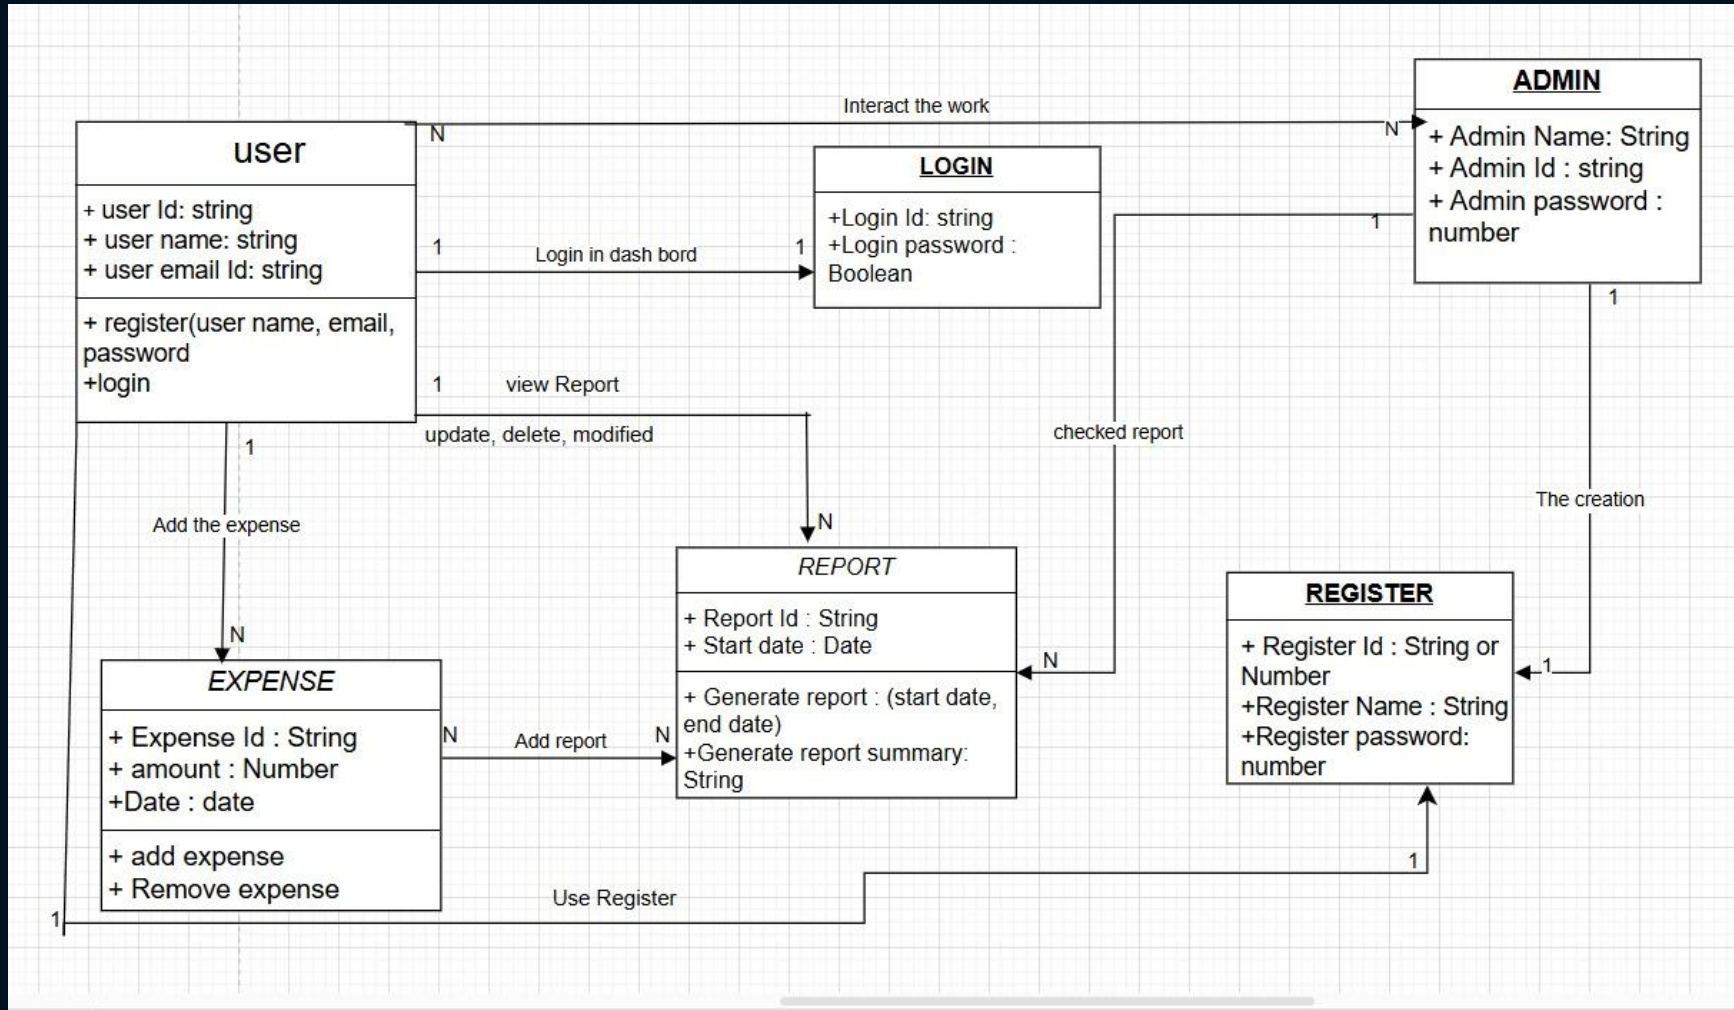 Interact the work
N
N
user
+ user Id: string
+ user name: string
+ user email Id: string
+ register(user name, email,
password
+login
ADMIN
+ Admin Name: String
+ Admin Id : string
+ Admin password :
number
LOGIN
+Login Id: string
+Login password :
Boolean
1
Login in dash bord
1
1
1
1
view Report
update, delete, modified
N
checked report
The creation
1
Add the expense
N
REPORT
+ Report Id : String
+ Start date : Date
+ Generate report : (start date,
end date)
+Generate report summary:
String
N
REGISTER
+ Register Id : String or
Number
+Register Name : String
+Register password:
number
1
EXPENSE
+ Expense Id : String
+ amount : Number
+Date : date
+ add expense
+ Remove expense
N
Add report
N
1
Use Register
1